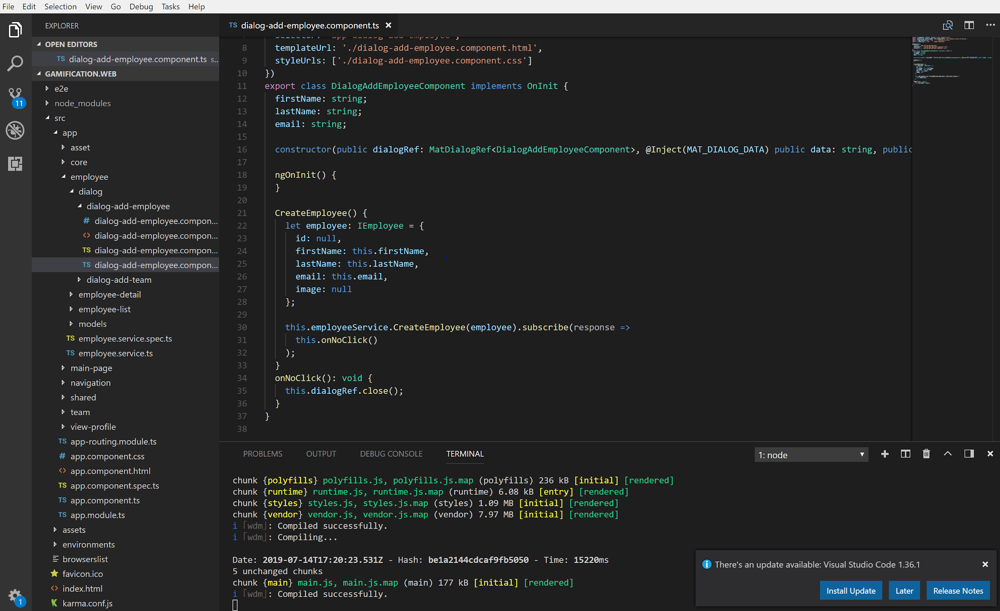 File Edit Selection View Go Debug Tasks Help
EXPLORER
OPEN EDITORS
TS dialog-add-employee.component.ts s...
GAMIFICATION.WEB
e2e
node_modules
src
app
asset
core
employee
dialog
dialog-add-employee
# dialog-add-employee.compon...
<> dialog-add-employee.compon...
TS dialog-add-employee.compon...
TS dialog-add-employee.compon...
dialog-add-team
employee-detail
employee-list
models
TS employee.service.spec.ts
TS employee.service.ts
main-page
navigation
shared
team
view-profile
TS app-routing.module.ts
# app.component.css
<> app.component.html
TS app.component.spec.ts
TS app.component.ts
TS app.module.ts
assets
environments
browserslist
favicon.ico
<> index.html
K karma.conf.js
11
1
TS dialog-add-employee.component.ts
7 selector: 'app-dialog-add-employee',
8 templateUrl: './dialog-add-employee.component.html',
9 styleUrls: ['./dialog-add-employee.component.css']
10 })
11 export class DialogAddEmployeeComponent implements OnInit {
12 firstName: string;
13 lastName: string;
14 email: string;
15
16 constructor(public dialogRef: MatDialogRef<DialogAddEmployeeComponent>, @Inject(MAT_DIALOG_DATA) public data: string, public
17
18 ngOnInit() {
19 }
20
21 CreateEmployee() {
22 let employee: IEmployee = {
23 id: null,
24 firstName: this.firstName,
25 lastName: this.lastName,
26 email: this.email,
27 image: null
28 };
29
30 this.employeeService.CreateEmployee(employee).subscribe(response =>
31 this.onNoClick()
32 );
33 }
34 onNoClick(): void {
35 this.dialogRef.close();
36 }
37 }
38
PROBLEMS OUTPUT DEBUG CONSOLE TERMINAL
1: node
chunk {polyfills} polyfills.js, polyfills.js.map (polyfills) 236 kB [initial] [rendered]
chunk {runtime} runtime.js, runtime.js.map (runtime) 6.08 kB [entry] [rendered]
chunk {styles} styles.js, styles.js.map (styles) 1.09 MB [initial] [rendered]
chunk {vendor} vendor.js, vendor.js.map (vendor) 7.97 MB [initial] [rendered]
i ｢wdm｣: Compiled successfully.
i ｢wdm｣: Compiling...
Date: 2019-07-14T17:20:23.531Z - Hash: be1a2144cdcaf9fb5050 - Time: 15220ms
5 unchanged chunks
chunk {main} main.js, main.js.map (main) 177 kB [initial] [rendered]
i ｢wdm｣: Compiled successfully.
There's an update available: Visual Studio Code 1.36.1
Install Update Later Release Notes